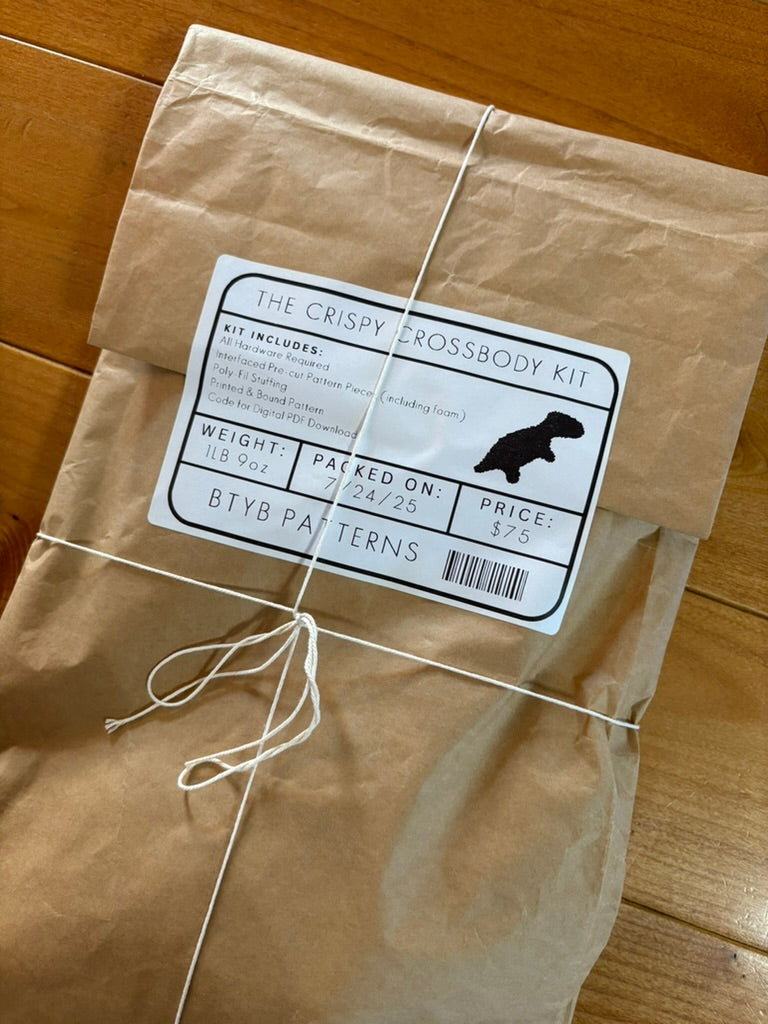 THE CRISPY CROSSBODY KIT
KIT INCLUDES:
All Hardware Required
Interfaced Pre-cut Pattern Pieces (including foam)
Poly-Fil Stuffing
Printed & Bound Pattern
Code for Digital PDF Download
WEIGHT:
1LB 9oz
PACKED ON:
7/24/25
PRICE:
$75
BTYB PATTERNS